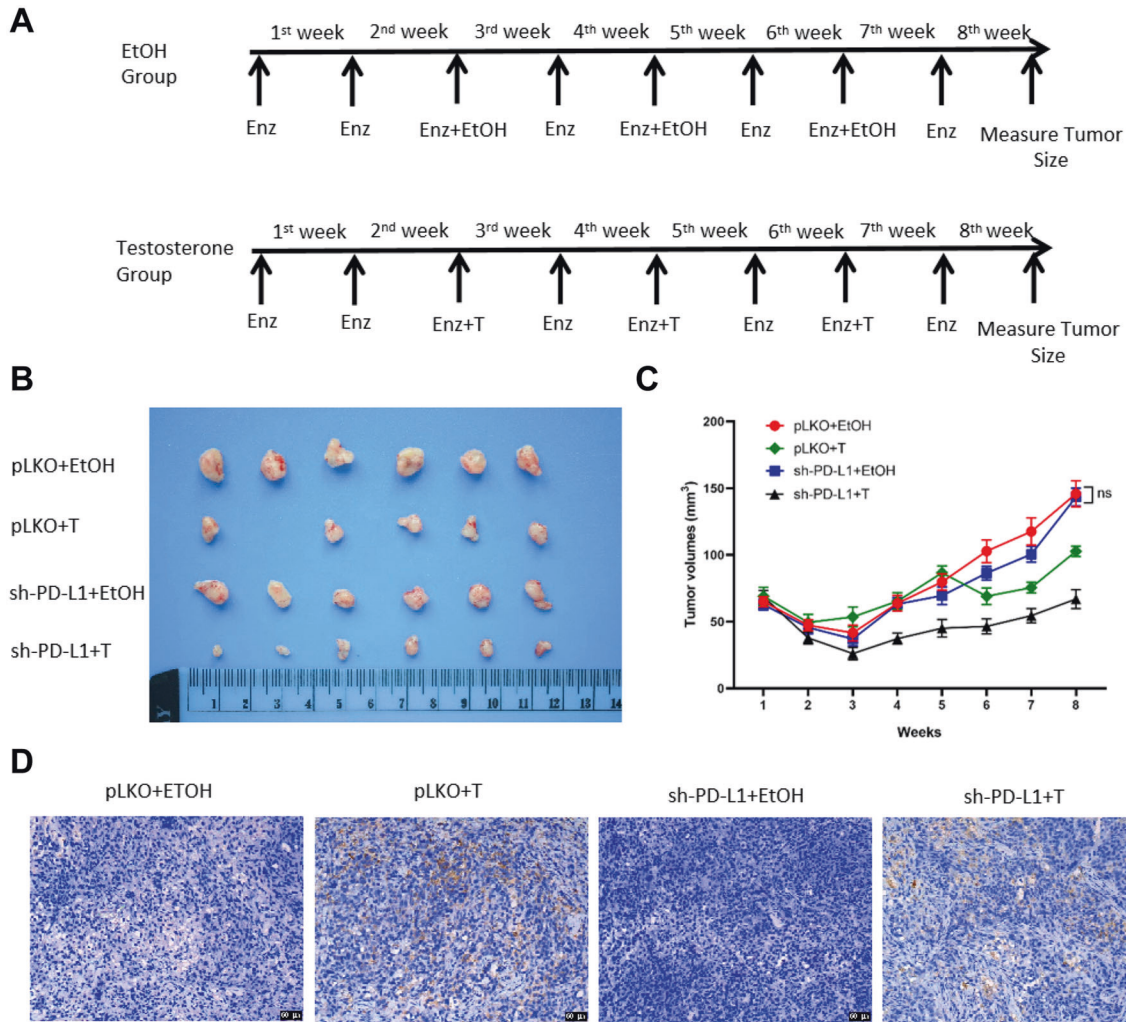 A
EtOH
Group
1st week 2nd week 3rd week 4th week 5th week 6th week 7th week 8th week
Enz Enz Enz+EtOH Enz Enz+EtOH Enz Enz+EtOH Enz Measure Tumor
Size
Testosterone
Group
1st week 2nd week 3rd week 4th week 5th week 6th week 7th week 8th week
Enz Enz Enz+T Enz Enz+T Enz Enz+T Enz Measure Tumor
Size
B
pLKO+EtOH
pLKO+T
sh-PD-L1+EtOH
sh-PD-L1+T
1 2 3 4 5 6 7 8 9 10 11 12 13 14
C
pLKO+EtOH
pLKO+T
sh-PD-L1+EtOH
sh-PD-L1+T
ns
Tumor volumes (mm3)
200
150
100
50
0
1 2 3 4 5 6 7 8
Weeks
D
pLKO+ETOH pLKO+T sh-PD-L1+EtOH sh-PD-L1+T